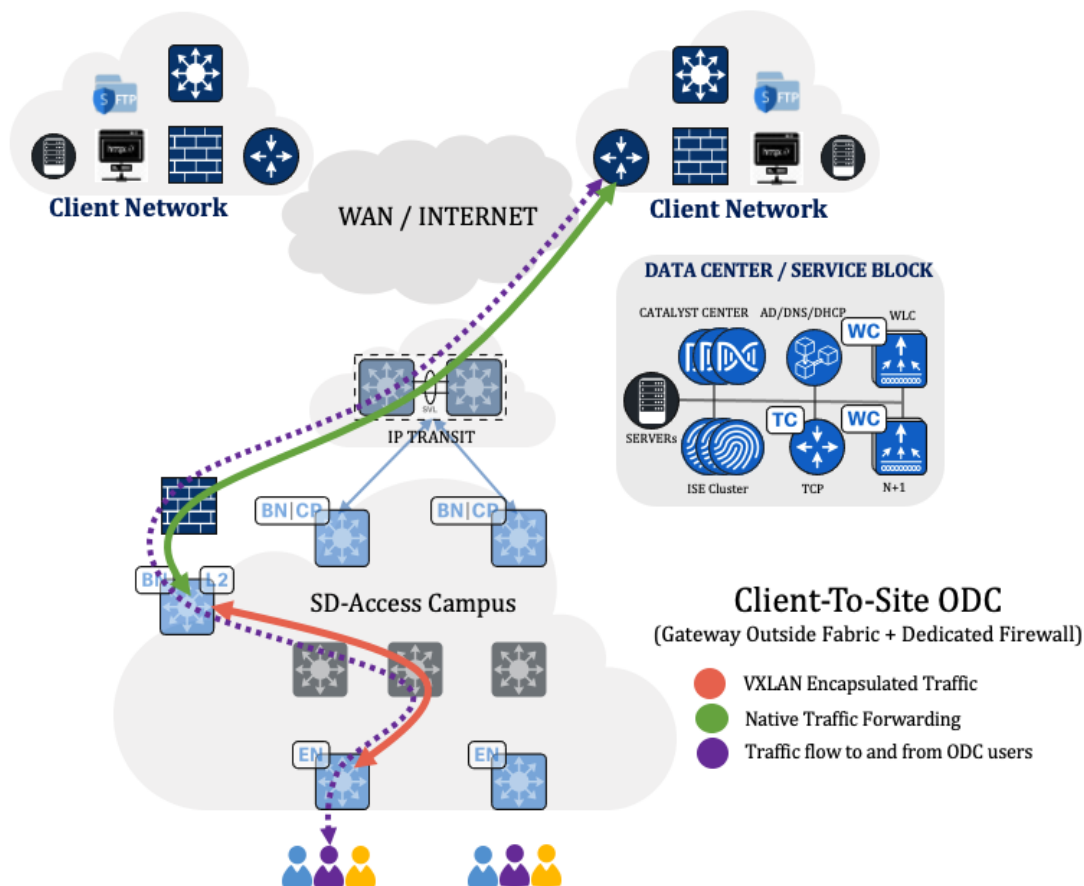 S
FTP
S
FTP
Client Network
WAN / INTERNET
Client Network
DATA CENTER / SERVICE BLOCK
CATALYST CENTER
AD/DNS/DHCP
WLC
WC
SERVERs
TC
WC
ISE Cluster
TCP
N+1
SVL
IP TRANSIT
BN|CP
BN|CP
BN
L2
SD-Access Campus
EN
EN
Client-To-Site ODC
(Gateway Outside Fabric + Dedicated Firewall)
VXLAN Encapsulated Traffic
Native Traffic Forwarding
Traffic flow to and from ODC users